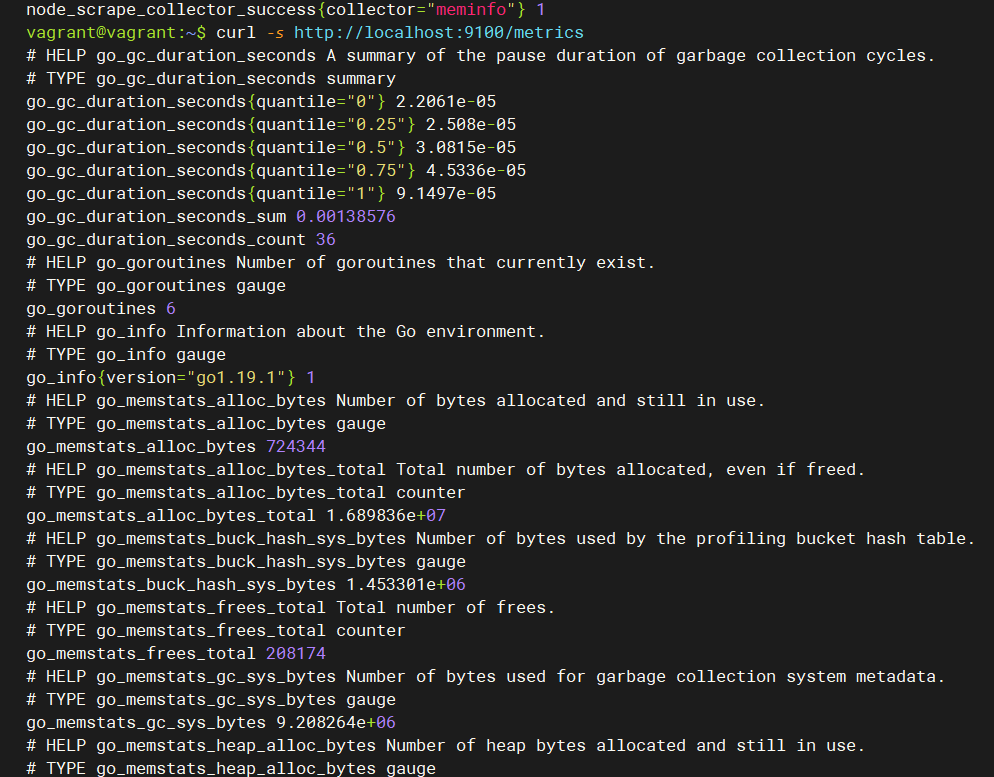 node_scrape_collector_success{collector="meminfo"} 1
vagrant@vagrant:~$ curl -s http://localhost:9100/metrics
# HELP go_gc_duration_seconds A summary of the pause duration of garbage collection cycles.
# TYPE go_gc_duration_seconds summary
go_gc_duration_seconds{quantile="0"} 2.2061e-05
go_gc_duration_seconds{quantile="0.25"} 2.508e-05
go_gc_duration_seconds{quantile="0.5"} 3.0815e-05
go_gc_duration_seconds{quantile="0.75"} 4.5336e-05
go_gc_duration_seconds{quantile="1"} 9.1497e-05
go_gc_duration_seconds_sum 0.00138576
go_gc_duration_seconds_count 36
# HELP go_goroutines Number of goroutines that currently exist.
# TYPE go_goroutines gauge
go_goroutines 6
# HELP go_info Information about the Go environment.
# TYPE go_info gauge
go_info{version="go1.19.1"} 1
# HELP go_memstats_alloc_bytes Number of bytes allocated and still in use.
# TYPE go_memstats_alloc_bytes gauge
go_memstats_alloc_bytes 724344
# HELP go_memstats_alloc_bytes_total Total number of bytes allocated, even if freed.
# TYPE go_memstats_alloc_bytes_total counter
go_memstats_alloc_bytes_total 1.689836e+07
# HELP go_memstats_buck_hash_sys_bytes Number of bytes used by the profiling bucket hash table.
# TYPE go_memstats_buck_hash_sys_bytes gauge
go_memstats_buck_hash_sys_bytes 1.453301e+06
# HELP go_memstats_frees_total Total number of frees.
# TYPE go_memstats_frees_total counter
go_memstats_frees_total 208174
# HELP go_memstats_gc_sys_bytes Number of bytes used for garbage collection system metadata.
# TYPE go_memstats_gc_sys_bytes gauge
go_memstats_gc_sys_bytes 9.208264e+06
# HELP go_memstats_heap_alloc_bytes Number of heap bytes allocated and still in use.
# TYPE go_memstats_heap_alloc_bytes gauge